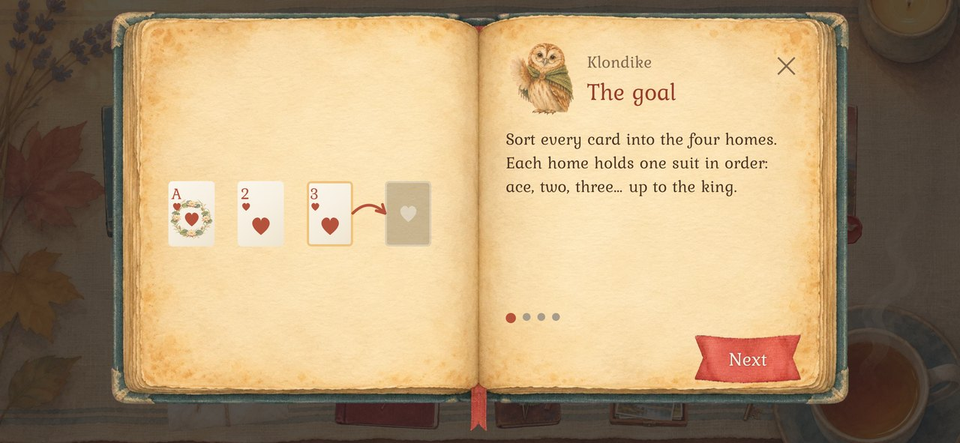 A
2
3
Klondike
The goal
Sort every card into the four homes.
Each home holds one suit in order:
ace, two, three... up to the king.
Next